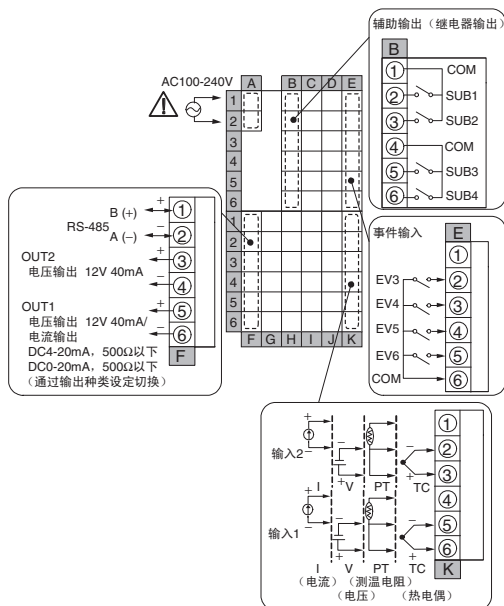 辅助输出（继电器输出）
B
① COM
② SUB1
③ SUB2
④ COM
⑤ SUB3
⑥ SUB4
AC100-240V
A B C D E
1
2
3
4
5
6
1
2
3
4
5
6
F G H I J K
+ ①
B (+)
RS-485
A (−)
− ②
OUT2
+ ③
电压输出 12V 40mA
− ④
OUT1
+ ⑤
电压输出 12V 40mA/
电流输出
− ⑥
DC4-20mA，500Ω以下
DC0-20mA，500Ω以下
（通过输出种类设定切换）
F
事件输入
E
①
EV3 ②
EV4 ③
EV5 ④
EV6 ⑤
COM ⑥
①
②
③
④
⑤
⑥
K
+
输入2 −
−
+
−
+
I V PT TC
+
输入1
−
−
+
−
+
I V PT TC
（电流）（测温电阻）
（电压） （热电偶）